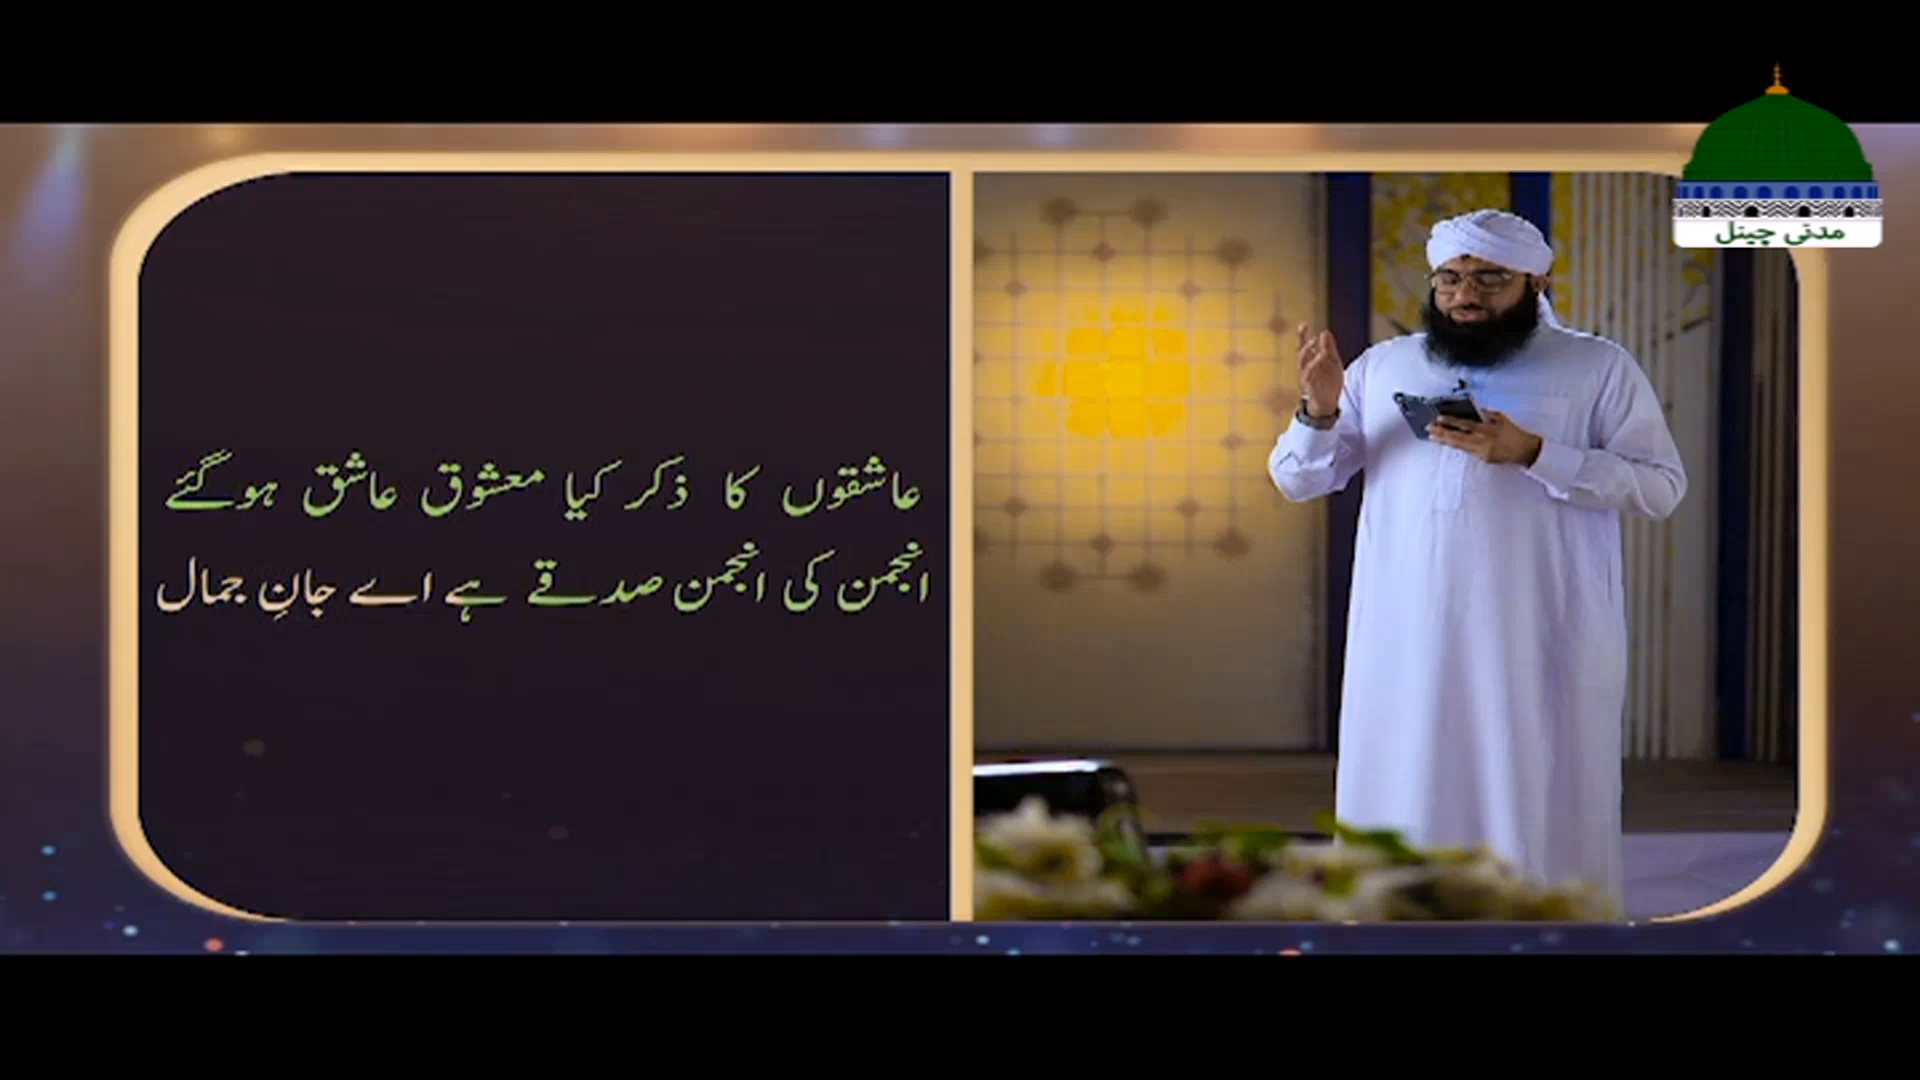 مدنی چینل
عاشقوں کا ذکر کیا معشوق عاشق ہوگئے
انجمن کی انجمن صدقے ہے اے جانِ جمال